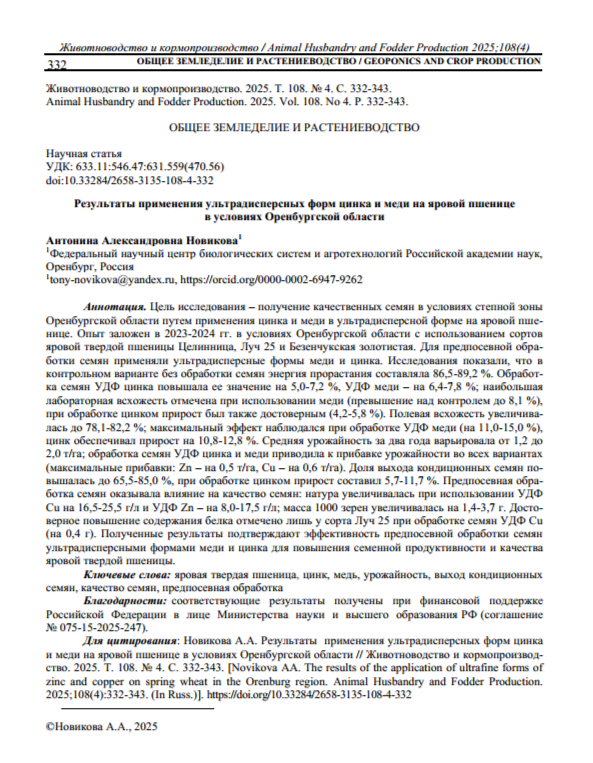 Животноводство и кормопроизводство / Animal Husbandry and Fodder Production 2025;108(4)
332 ОБЩЕЕ ЗЕМЛЕДЕЛИЕ И РАСТЕНИЕВОДСТВО / GEOPONICS AND CROP PRODUCTION
Животноводство и кормопроизводство. 2025. Т. 108. № 4. С. 332-343.
Animal Husbandry and Fodder Production. 2025. Vol. 108. No 4. P. 332-343.
ОБЩЕЕ ЗЕМЛЕДЕЛИЕ И РАСТЕНИЕВОДСТВО
Научная статья
УДК: 633.11:546.47:631.559(470.56)
doi:10.33284/2658-3135-108-4-332
Результаты применения ультрадисперсных форм цинка и меди на яровой пшенице
в условиях Оренбургской области
Антонина Александровна Новикова1
1Федеральный научный центр биологических систем и агротехнологий Российской академии наук,
Оренбург, Россия
1tony-novikova@yandex.ru, https://orcid.org/0000-0002-6947-9262
Аннотация. Цель исследования – получение качественных семян в условиях степной зоны
Оренбургской области путем применения цинка и меди в ультрадисперсной форме на яровой пше-
нице. Опыт заложен в 2023-2024 гг. в условиях Оренбургской области с использованием сортов
яровой твердой пшеницы Целинница, Луч 25 и Безенчукская золотистая. Для предпосевной обра-
ботки семян применяли ультрадисперсные формы меди и цинка. Исследования показали, что в
контрольном варианте без обработки семян энергия прорастания составляла 86,5-89,2 %. Обработ-
ка семян УДФ цинка повышала ее значение на 5,0-7,2 %, УДФ меди – на 6,4-7,8 %; наибольшая
лабораторная всхожесть отмечена при использовании меди (превышение над контролем до 8,1 %),
при обработке цинком прирост был также достоверным (4,2-5,8 %). Полевая всхожесть увеличива-
лась до 78,1-82,2 %; максимальный эффект наблюдался при обработке УДФ меди (на 11,0-15,0 %),
цинк обеспечивал прирост на 10,8-12,8 %. Средняя урожайность за два года варьировала от 1,2 до
2,0 т/га; обработка семян УДФ цинка и меди приводила к прибавке урожайности во всех вариантах
(максимальные прибавки: Zn – на 0,5 т/га, Cu – на 0,6 т/га). Доля выхода кондиционных семян по-
вышалась до 65,5-85,0 %, при обработке цинком прирост составил 5,7-11,7 %. Предпосевная обра-
ботка семян оказывала влияние на качество семян: натура увеличивалась при использовании УДФ
Cu на 16,5-25,5 г/л и УДФ Zn – на 8,0-17,5 г/л; масса 1000 зерен увеличивалась на 1,4-3,7 г. Досто-
верное повышение содержания белка отмечено лишь у сорта Луч 25 при обработке семян УДФ Cu
(на 0,4 г). Полученные результаты подтверждают эффективность предпосевной обработки семян
ультрадисперсными формами меди и цинка для повышения семенной продуктивности и качества
яровой твердой пшеницы.
Ключевые слова: яровая твердая пшеница, цинк, медь, урожайность, выход кондиционных
семян, качество семян, предпосевная обработка
Благодарности: соответствующие результаты получены при финансовой поддержке
Российской Федерации в лице Министерства науки и высшего образования РФ (соглашение
№ 075-15-2025-247).
Для цитирования: Новикова А.А. Результаты применения ультрадисперсных форм цинка
и меди на яровой пшенице в условиях Оренбургской области // Животноводство и кормопроизвод-
ство. 2025. Т. 108. № 4. С. 332-343. [Novikova AA. The results of the application of ultrafine forms of
zinc and copper on spring wheat in the Orenburg region. Animal Husbandry and Fodder Production.
2025;108(4):332-343. (In Russ.)]. https://doi.org/10.33284/2658-3135-108-4-332
©Новикова А.А., 2025